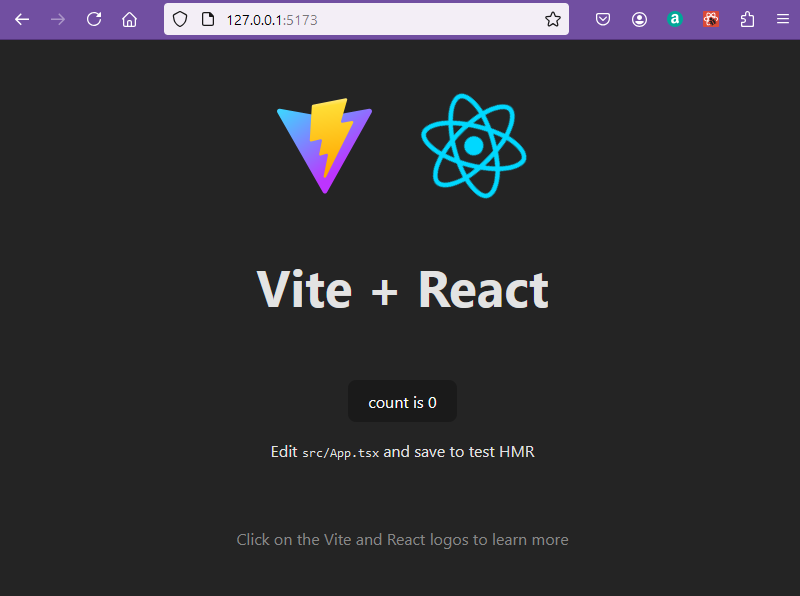 127.0.0.1:5173
Vite + React
count is 0
Edit src/App.tsx and save to test HMR
Click on the Vite and React logos to learn more